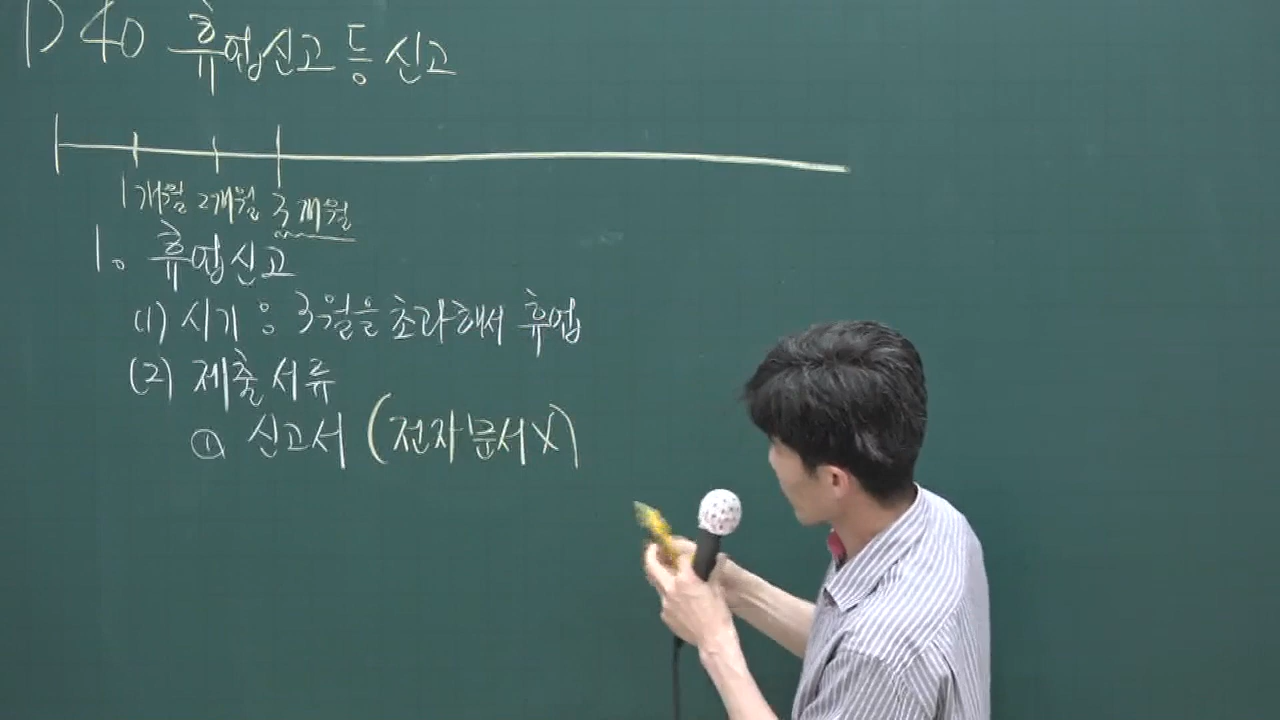 P 40 휴업신고 등 신고
1개월 2개월 3개월
1. 휴업신고
(1) 시기 : 3월을 초과해서 휴업
(2) 제출서류
① 신고서 (전자문서X)